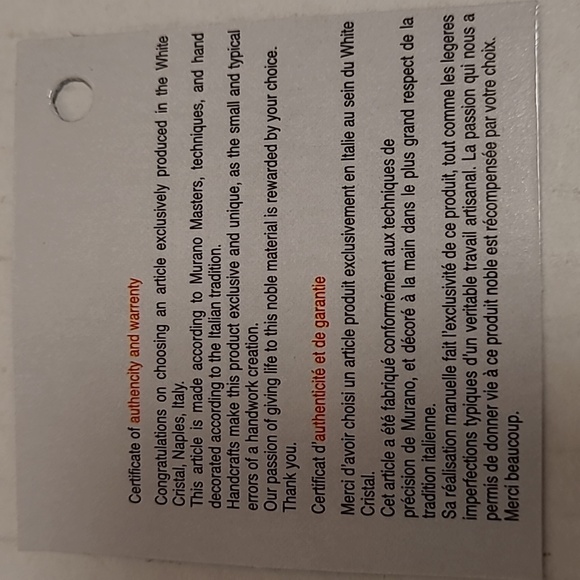 Certificate of authencity and warrenty
Congratulations on choosing an article exclusively produced in the White
Cristal, Naples, Italy.
This article is made according to Murano Masters, techniques, and hand
decorated according to the Italian tradition.
Handcrafts make this product exclusive and unique, as the small and typical
errors of a handwork creation.
Our passion of giving life to this noble material is rewarded by your choice.
Thank you.
Certificat d'authenticité et de garantie
Merci d'avoir choisi un article produit exclusivement en Italie au sein du White
Cristal.
Cet article a été fabriqué conformément aux techniques de
précision de Murano, et décoré à la main dans le plus grand respect de la
tradition italienne.
Sa réalisation manuelle fait l'exclusivité de ce produit, tout comme les legeres
imperfections typiques d'un veritable travail artisanal. La passion qui nous a
permis de donner vie à ce produit noble est récompensée par votre choix.
Merci beaucoup.